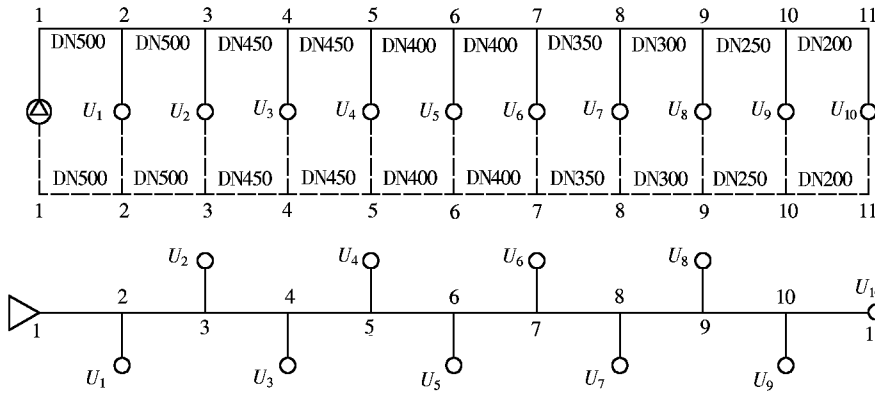 1 2 3 4 5 6 7 8 9 10 11
DN500 DN500 DN450 DN450 DN400 DN400 DN350 DN300 DN250 DN200
U1 U2 U3 U4 U5 U6 U7 U8 U9 U10
DN500 DN500 DN450 DN450 DN400 DN400 DN350 DN300 DN250 DN200
1 2 3 4 5 6 7 8 9 10 11
U2 U4 U6 U8
U1
2 4 6 8 10
1 3 5 7 9 1
U1 U3 U5 U7 U9